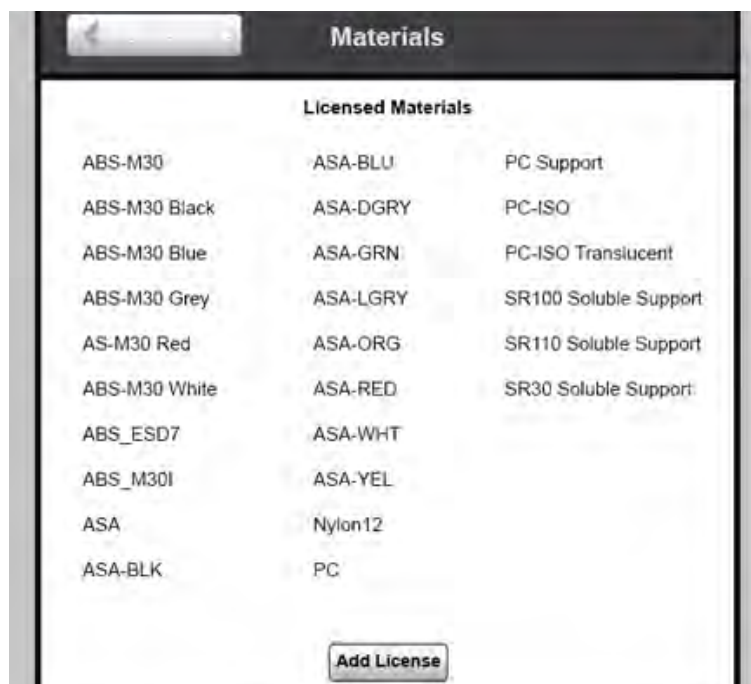 Materials
Licensed Materials
ABS-M30
ABS-M30 Black
ABS-M30 Blue
ABS-M30 Grey
AS-M30 Red
ABS-M30 White
ABS_ESD7
ABS_M30I
ASA
ASA-BLK
ASA-BLU
ASA-DGRY
ASA-GRN
ASA-LGRY
ASA-ORG
ASA-RED
ASA-WHT
ASA-YEL
Nylon12
PC
PC Support
PC-ISO
PC-ISO Translucent
SR100 Soluble Support
SR110 Soluble Support
SR30 Soluble Support
Add License